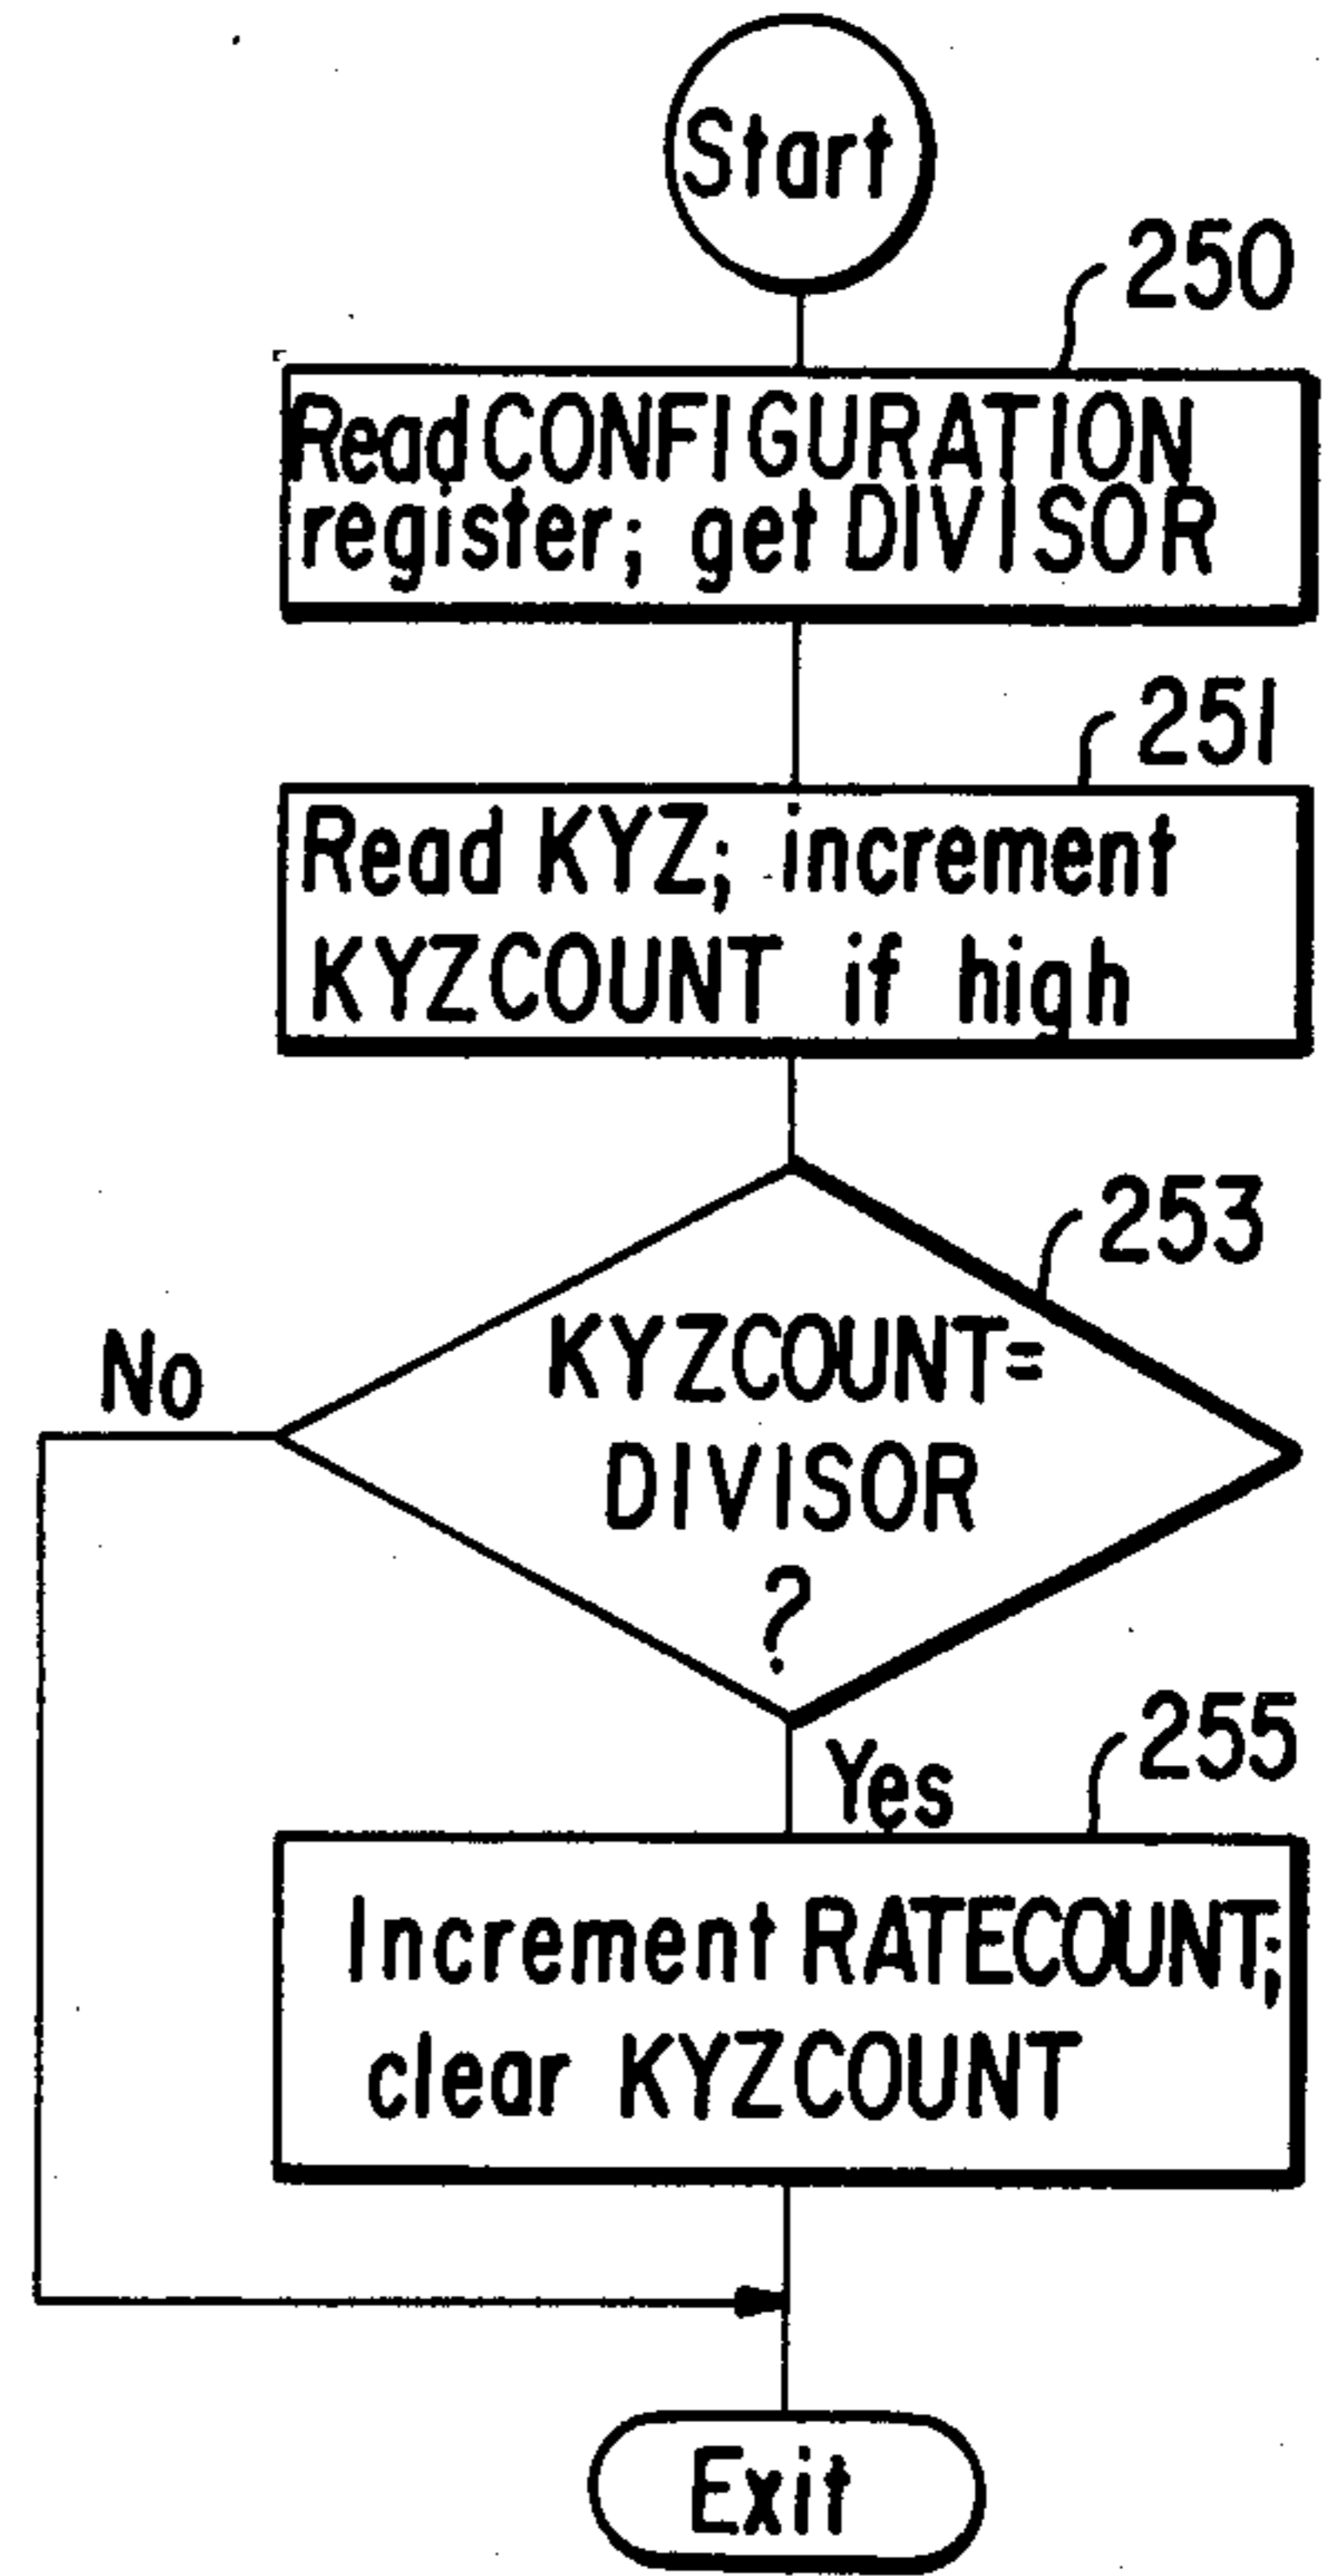 Start
250
Read CONFIGURATION
register; get DIVISOR
251
Read KYZ; increment
KYZCOUNT if high
253
No
KYZCOUNT=
DIVISOR
?
Yes
255
Increment RATECOUNT;
clear KYZCOUNT
Exit